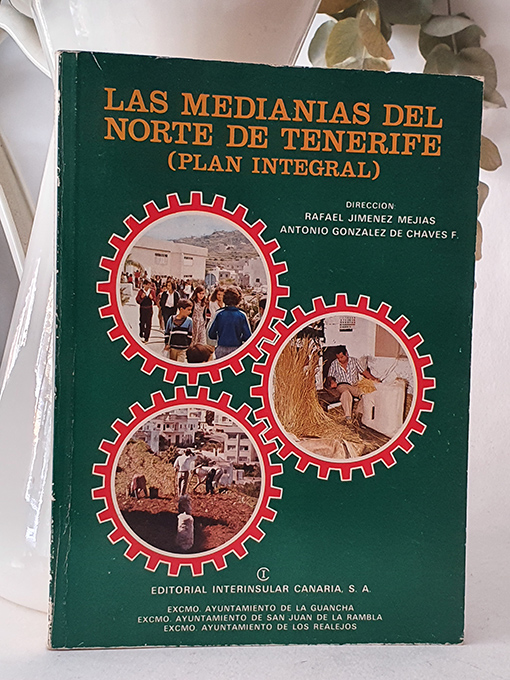 LAS MEDIANIAS DEL
NORTE DE TENERIFE
(PLAN INTEGRAL)
DIRECCION:
RAFAEL JIMENEZ MEJIAS
ANTONIO GONZALEZ DE CHAVES F.
EDITORIAL INTERINSULAR CANARIA, S. A.
EXCMO. AYUNTAMIENTO DE LA GUANCHA
EXCMO. AYUNTAMIENTO DE SAN JUAN DE LA RAMBLA
EXCMO. AYUNTAMIENTO DE LOS REALEJOS